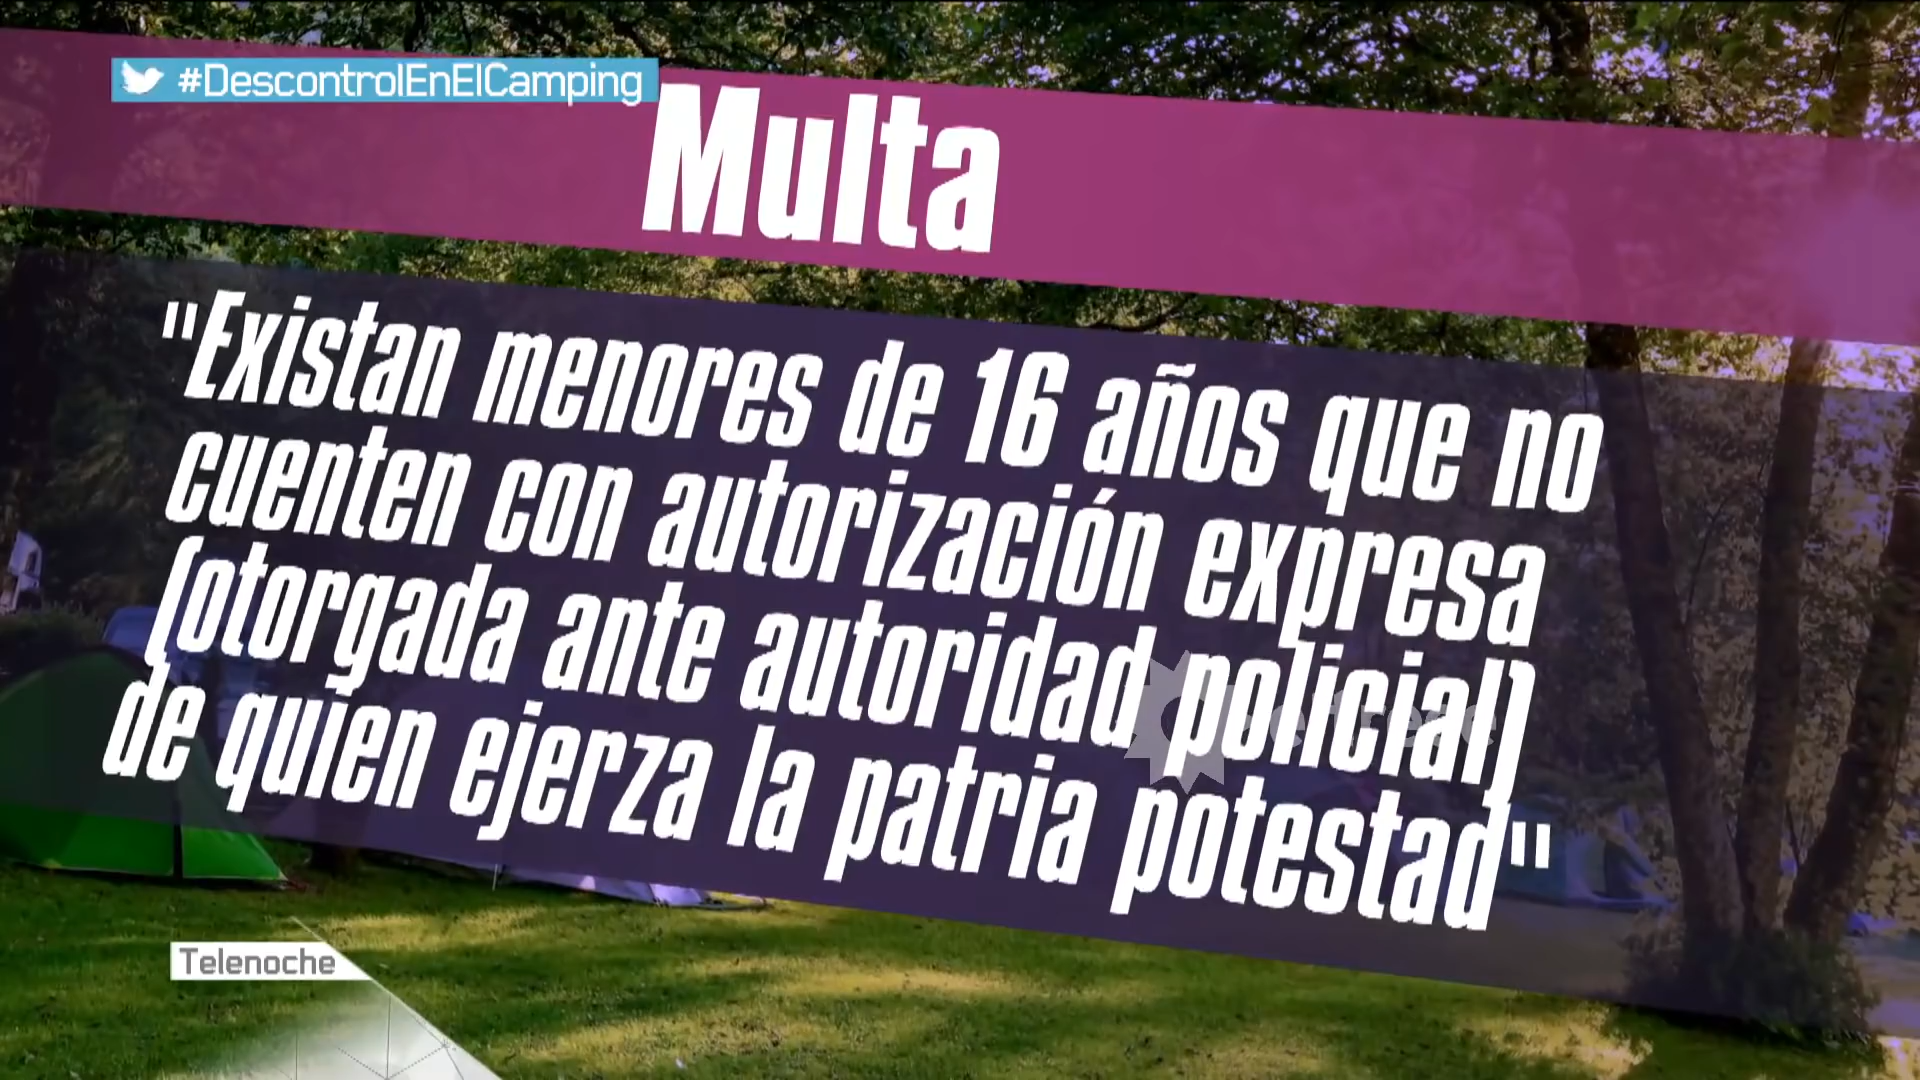 #DescontrolEnElCamping
Multa
"Existan menores de 16 años que no
cuenten con autorización expresa
(otorgada ante autoridad policial)
de quien ejerza la patria potestad"
eltrece
Telenoche